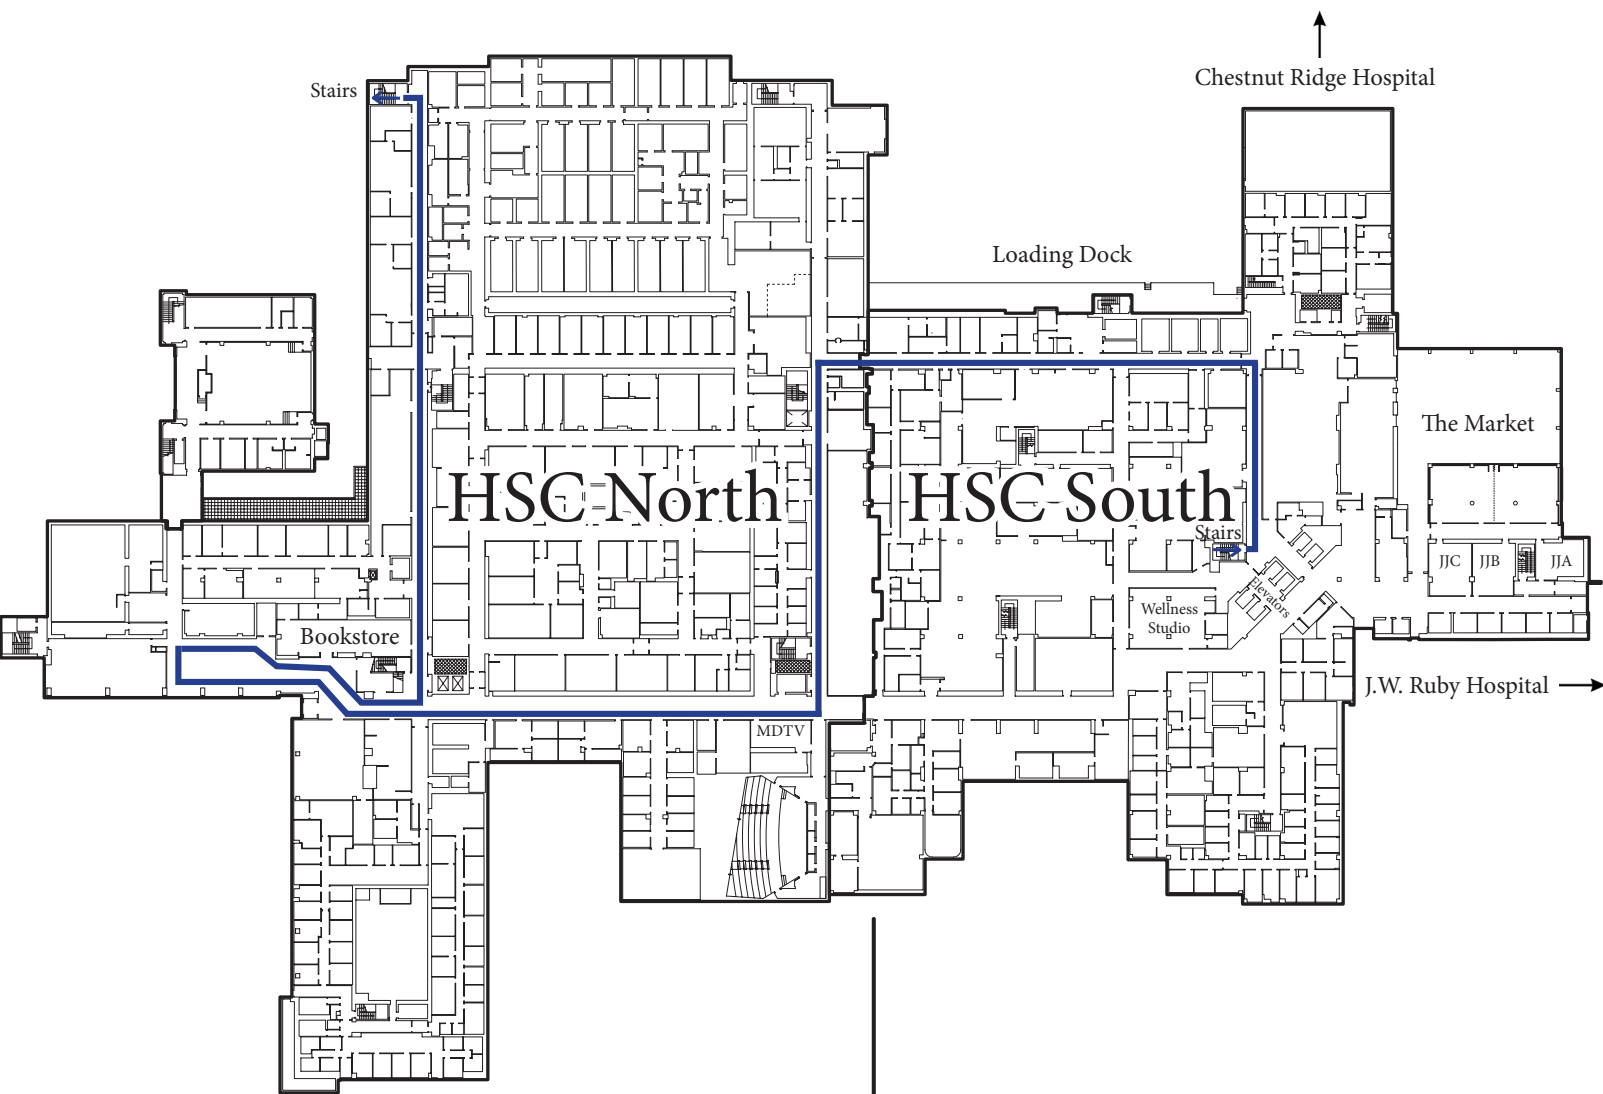 Chestnut Ridge Hospital
Stairs
Loading Dock
The Market
HSC North
HSC South
Stairs
JJC
JJB
JJA
Elevators
Wellness
Studio
Bookstore
J.W. Ruby Hospital
MDTV